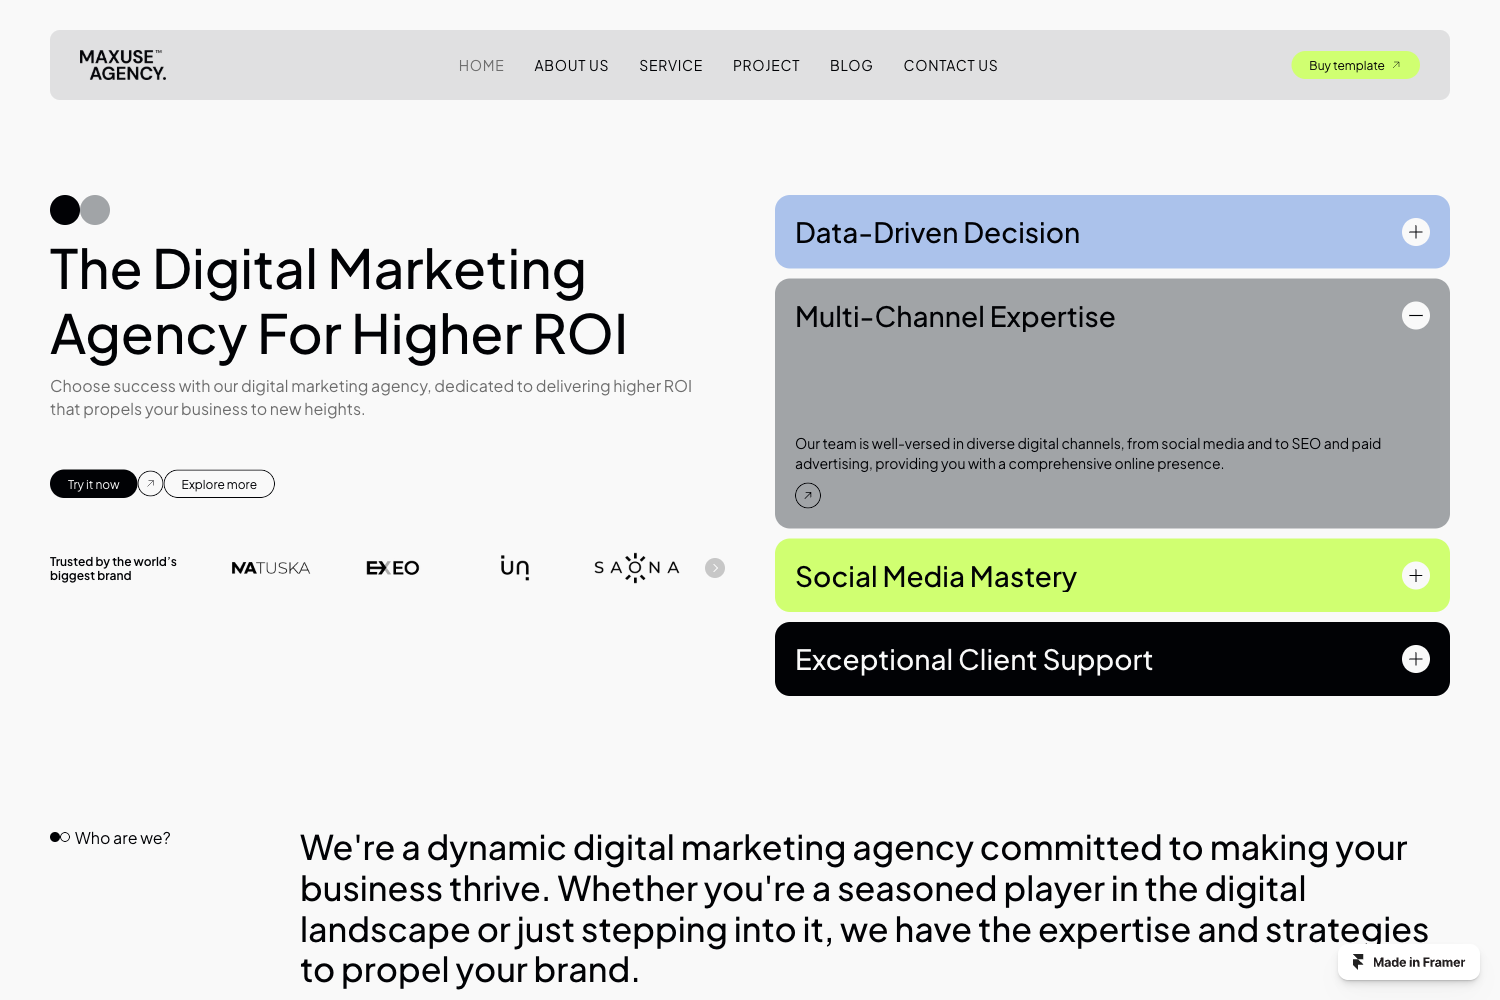 MAXUSE™
AGENCY.
HOME
ABOUT US
SERVICE
PROJECT
BLOG
CONTACT US
Buy template
The Digital Marketing
Agency For Higher ROI
Choose success with our digital marketing agency, dedicated to delivering higher ROI
that propels your business to new heights.
Try it now
Explore more
Trusted by the world’s
biggest brand
NATUSKA
EXEO
SAONA
Data-Driven Decision
Multi-Channel Expertise
Our team is well-versed in diverse digital channels, from social media and to SEO and paid
advertising, providing you with a comprehensive online presence.
Social Media Mastery
Exceptional Client Support
Who are we?
We're a dynamic digital marketing agency committed to making your
business thrive. Whether you're a seasoned player in the digital
landscape or just stepping into it, we have the expertise and strategies
to propel your brand.
Made in Framer